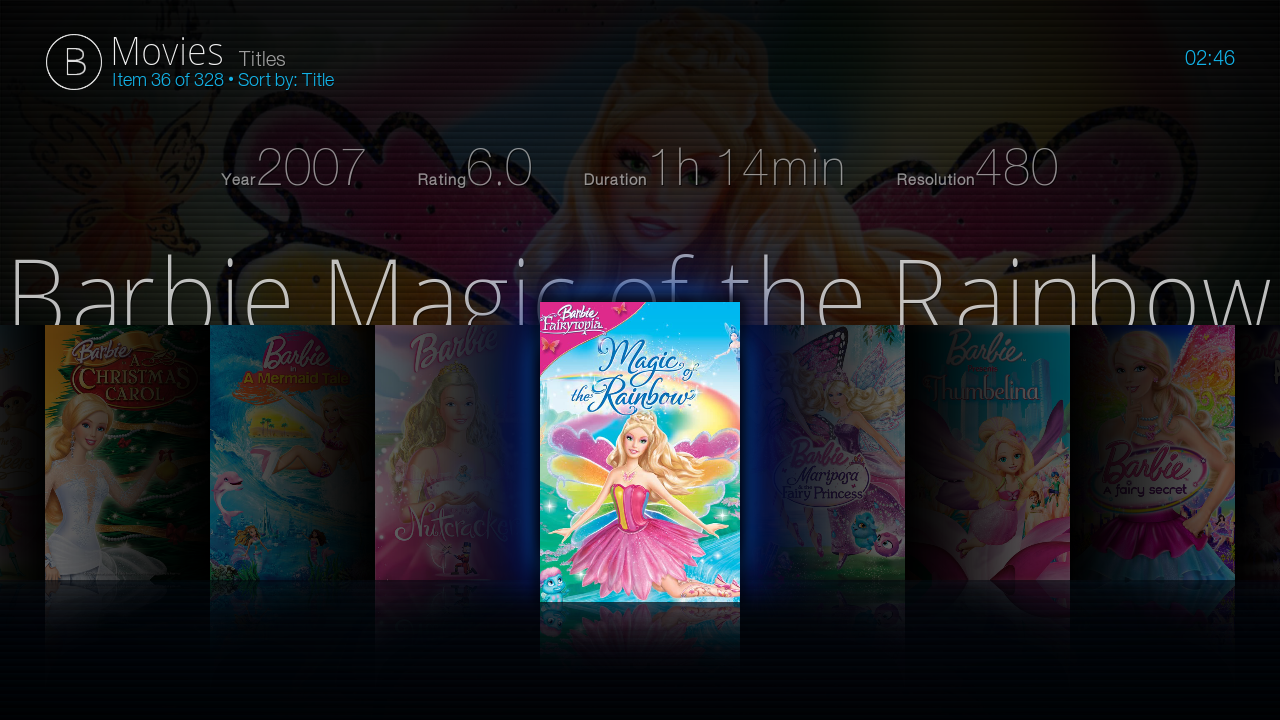 B Movies Titles
Item 36 of 328 • Sort by: Title
02:46
Year 2007 Rating 6.0 Duration 1h 14min Resolution 480
Barbie Magic of the Rainbow
Barbie
A
CHRISTMAS
CAROL
Barbie
A Mermaid Tale
Barbie
Nutcracker
Barbie
FAIRYTOPIA
Magic of
the Rainbow
Barbie
Mariposa
Fairy Princess
Barbie
Thumbelina
Barbie
A fairy secret